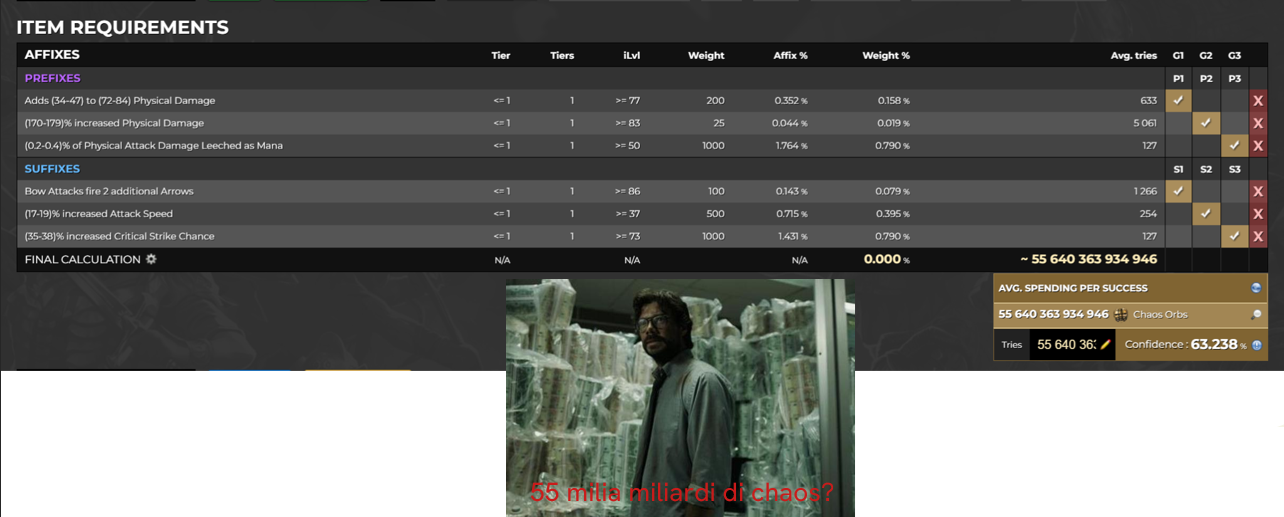 ITEM REQUIREMENTS
AFFIXES Tier Tiers iLvl Weight Affix % Weight % Avg. tries G1 G2 G3
PREFIXES P1 P2 P3
Adds (34-47) to (72-84) Physical Damage <= 1 1 >= 77 200 0.352 % 0.158 % 633 X
(170-179)% increased Physical Damage <= 1 1 >= 83 25 0.044 % 0.019 % 5 061 X
(0.2-0.4)% of Physical Attack Damage Leeched as Mana <= 1 1 >= 50 1000 1.764 % 0.790 % 127 X
SUFFIXES S1 S2 S3
Bow Attacks fire 2 additional Arrows <= 1 1 >= 86 100 0.143 % 0.079 % 1 266 X
(17-19)% increased Attack Speed <= 1 1 >= 37 500 0.715 % 0.395 % 254 X
(35-38)% increased Critical Strike Chance <= 1 1 >= 73 1000 1.431 % 0.790 % 127 X
FINAL CALCULATION N/A N/A N/A 0.000 % ~ 55 640 363 934 946
AVG. SPENDING PER SUCCESS
55 640 363 934 946 Chaos Orbs
Tries 55 640 36 Confidence : 63.238 %
55 milia miliardi di chaos?